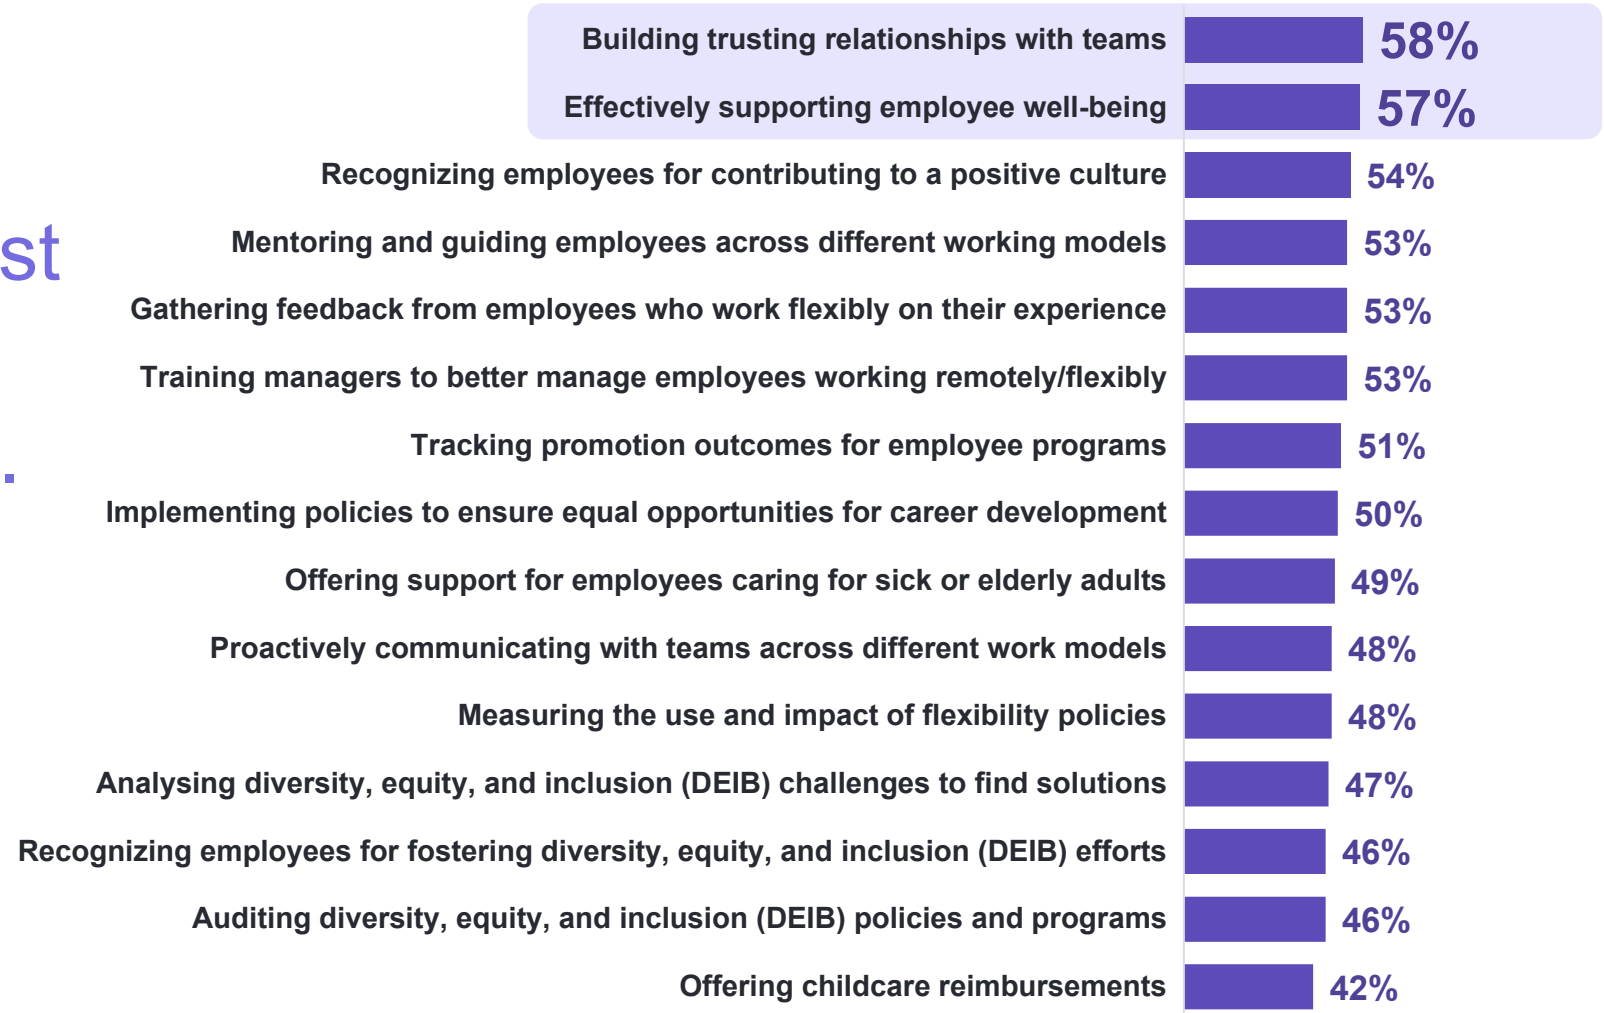 Building trusting relationships with teams 58%
Effectively supporting employee well-being 57%
Recognizing employees for contributing to a positive culture 54%
st
Mentoring and guiding employees across different working models 53%
Gathering feedback from employees who work flexibly on their experience 53%
Training managers to better manage employees working remotely/flexibly 53%
Tracking promotion outcomes for employee programs 51%
.
Implementing policies to ensure equal opportunities for career development 50%
Offering support for employees caring for sick or elderly adults 49%
Proactively communicating with teams across different work models 48%
Measuring the use and impact of flexibility policies 48%
Analysing diversity, equity, and inclusion (DEIB) challenges to find solutions 47%
Recognizing employees for fostering diversity, equity, and inclusion (DEIB) efforts 46%
Auditing diversity, equity, and inclusion (DEIB) policies and programs 46%
Offering childcare reimbursements 42%